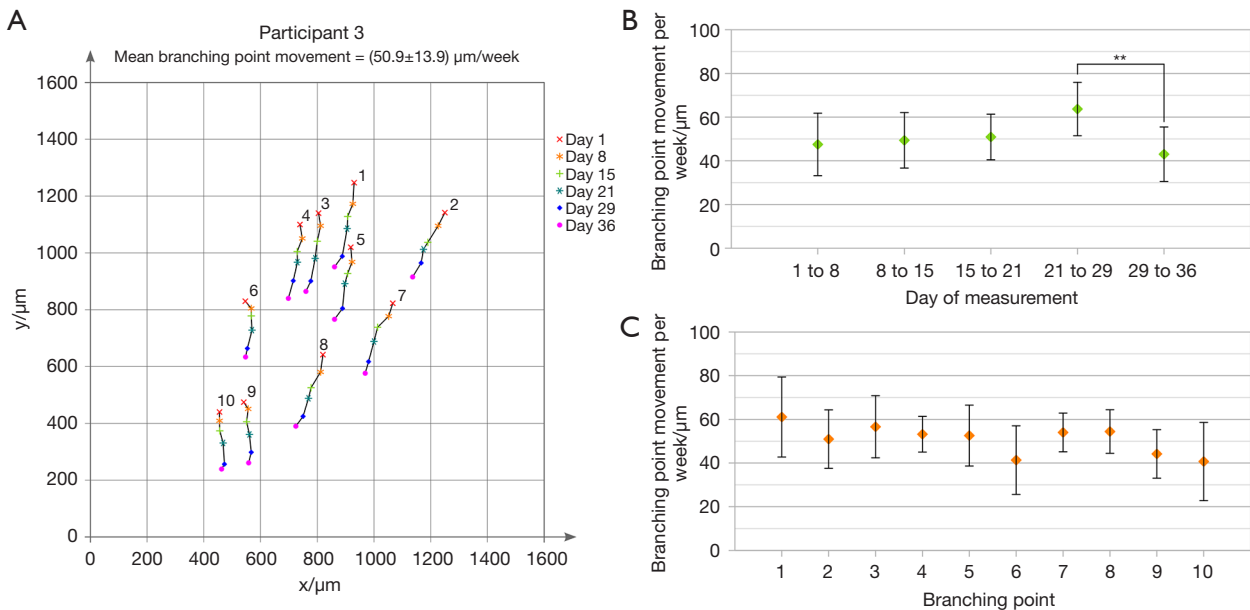 A
Participant 3
Mean branching point movement = (50.9±13.9) µm/week
y/µm
1600
1400
1200
1000
800
600
400
200
0
0 200 400 600 800 1000 1200 1400 1600
x/µm
1
2
3
4
5
6
7
8
9
10
Day 1
Day 8
Day 15
Day 21
Day 29
Day 36
B
Branching point movement per
week/µm
100
80
60
40
20
0
**
1 to 8 8 to 15 15 to 21 21 to 29 29 to 36
Day of measurement
C
Branching point movement per
week/µm
100
80
60
40
20
0
1 2 3 4 5 6 7 8 9 10
Branching point